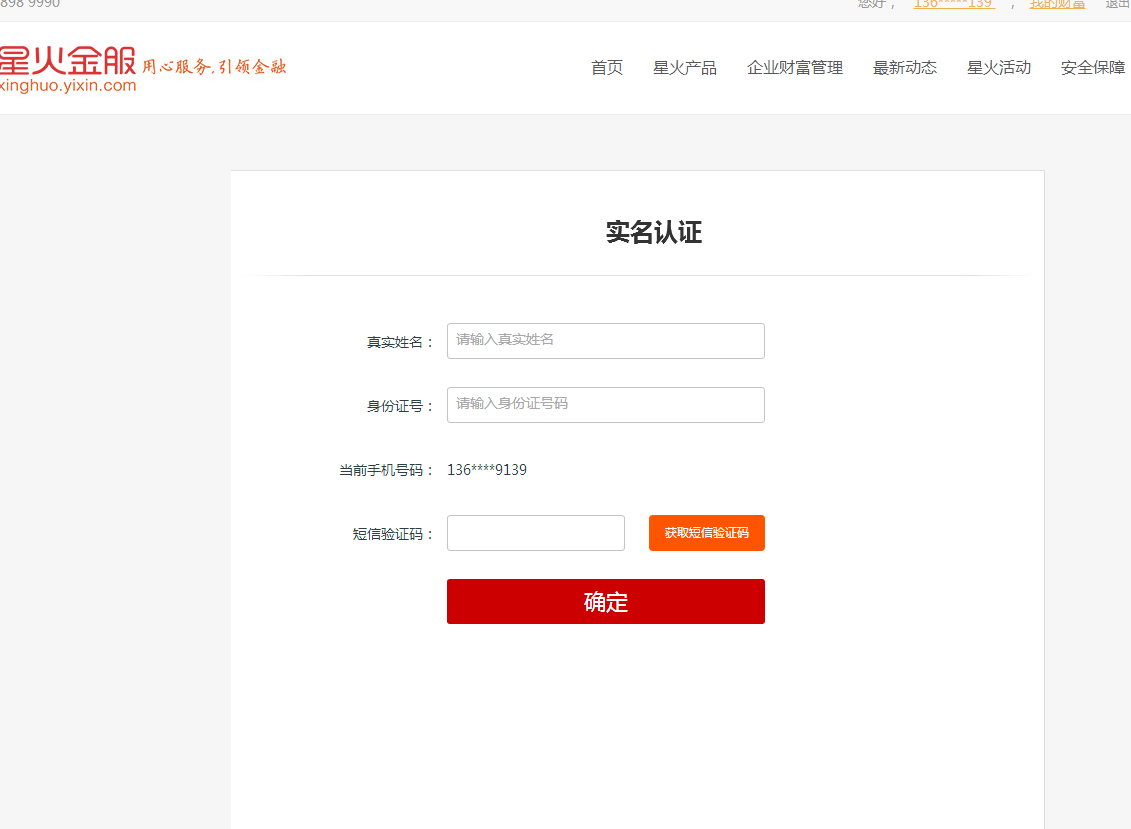 898 9990
您好， 136*****139 ， 我的财富 退出
星火金服 用心服务,引领金融
xinghuo.yixin.com
首页 星火产品 企业财富管理 最新动态 星火活动 安全保障
实名认证
真实姓名： 请输入真实姓名
身份证号： 请输入身份证号码
当前手机号码： 136****9139
短信验证码： 获取短信验证码
确定